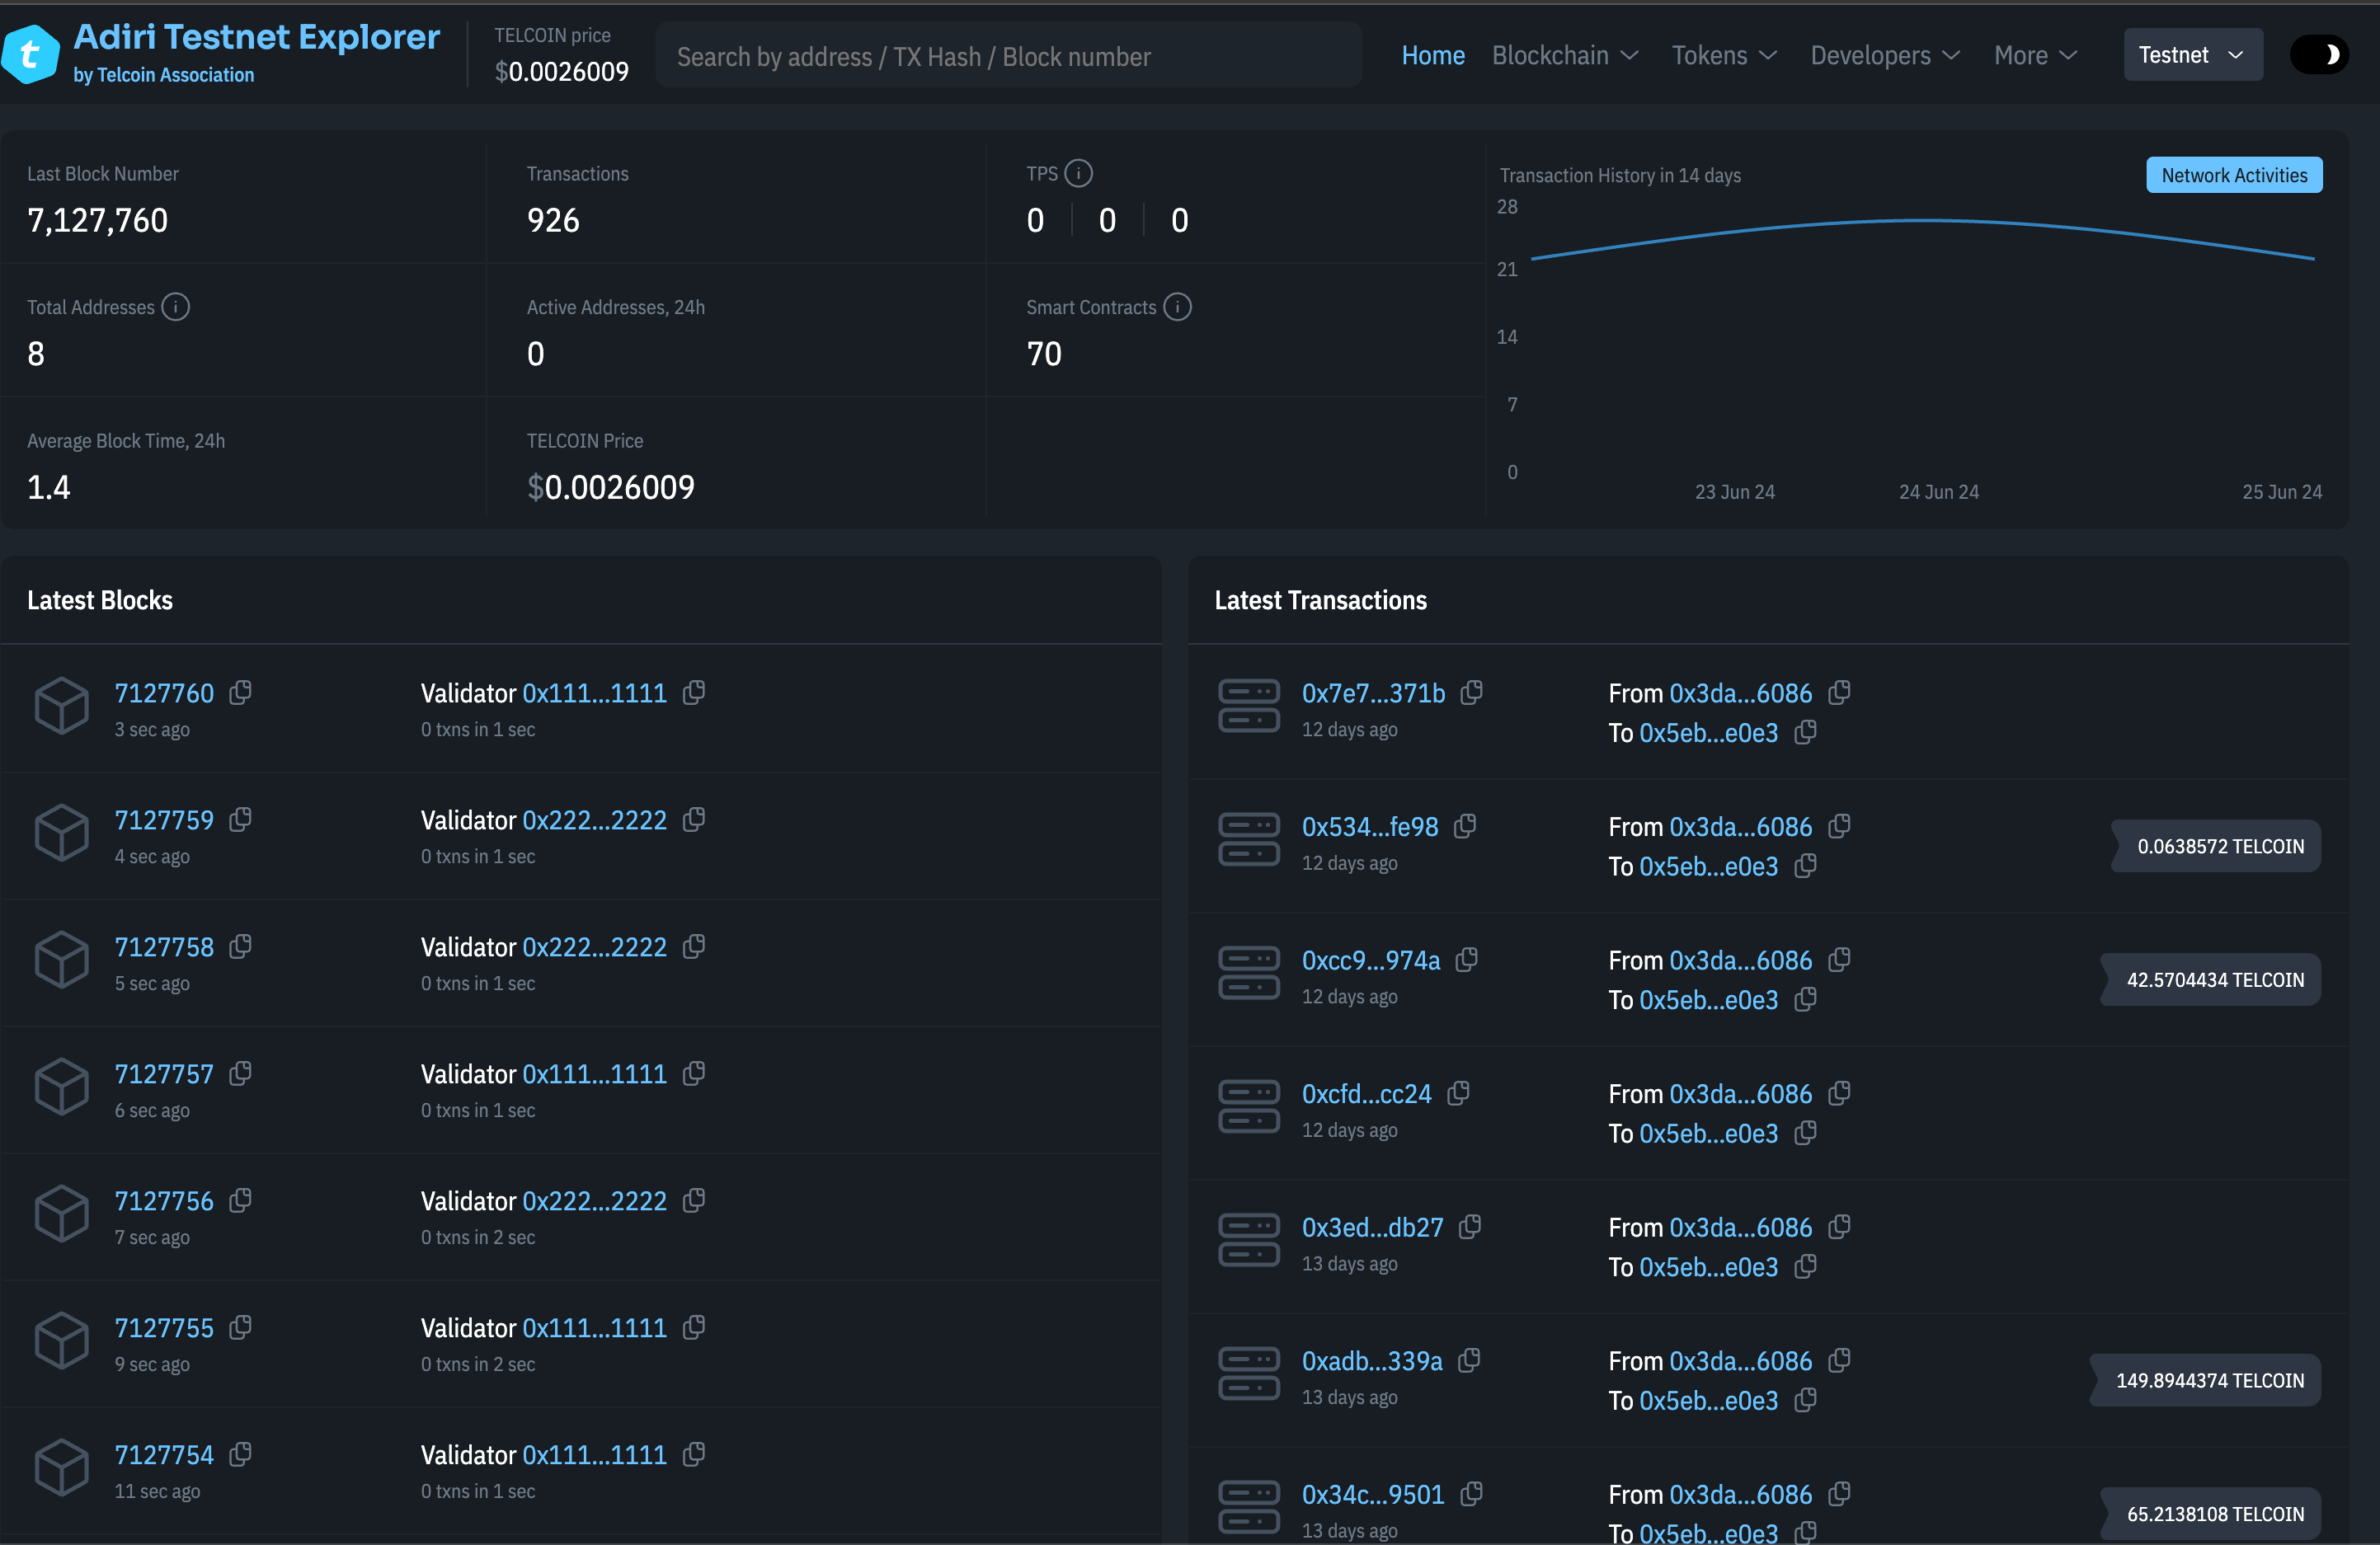 Adiri Testnet Explorer
by Telcoin Association
TELCOIN price
$0.0026009
Search by address / TX Hash / Block number
Home
Blockchain
Tokens
Developers
More
Testnet
Last Block Number
7,127,760
Transactions
926
TPS
0 0 0
Total Addresses
8
Active Addresses, 24h
0
Smart Contracts
70
Average Block Time, 24h
1.4
TELCOIN Price
$0.0026009
Transaction History in 14 days
Network Activities
28
21
14
7
0
23 Jun 24
24 Jun 24
25 Jun 24
Latest Blocks
7127760
3 sec ago
Validator 0x111...1111
0 txns in 1 sec
7127759
4 sec ago
Validator 0x222...2222
0 txns in 1 sec
7127758
5 sec ago
Validator 0x222...2222
0 txns in 1 sec
7127757
6 sec ago
Validator 0x111...1111
0 txns in 1 sec
7127756
7 sec ago
Validator 0x222...2222
0 txns in 2 sec
7127755
9 sec ago
Validator 0x111...1111
0 txns in 2 sec
7127754
11 sec ago
Validator 0x111...1111
0 txns in 1 sec
Latest Transactions
0x7e7...371b
12 days ago
From 0x3da...6086
To 0x5eb...e0e3
0x534...fe98
12 days ago
From 0x3da...6086
To 0x5eb...e0e3
0.0638572 TELCOIN
0xcc9...974a
12 days ago
From 0x3da...6086
To 0x5eb...e0e3
42.5704434 TELCOIN
0xcfd...cc24
12 days ago
From 0x3da...6086
To 0x5eb...e0e3
0x3ed...db27
13 days ago
From 0x3da...6086
To 0x5eb...e0e3
0xadb...339a
13 days ago
From 0x3da...6086
To 0x5eb...e0e3
149.8944374 TELCOIN
0x34c...9501
13 days ago
From 0x3da...6086
To 0x5eb...e0e3
65.2138108 TELCOIN